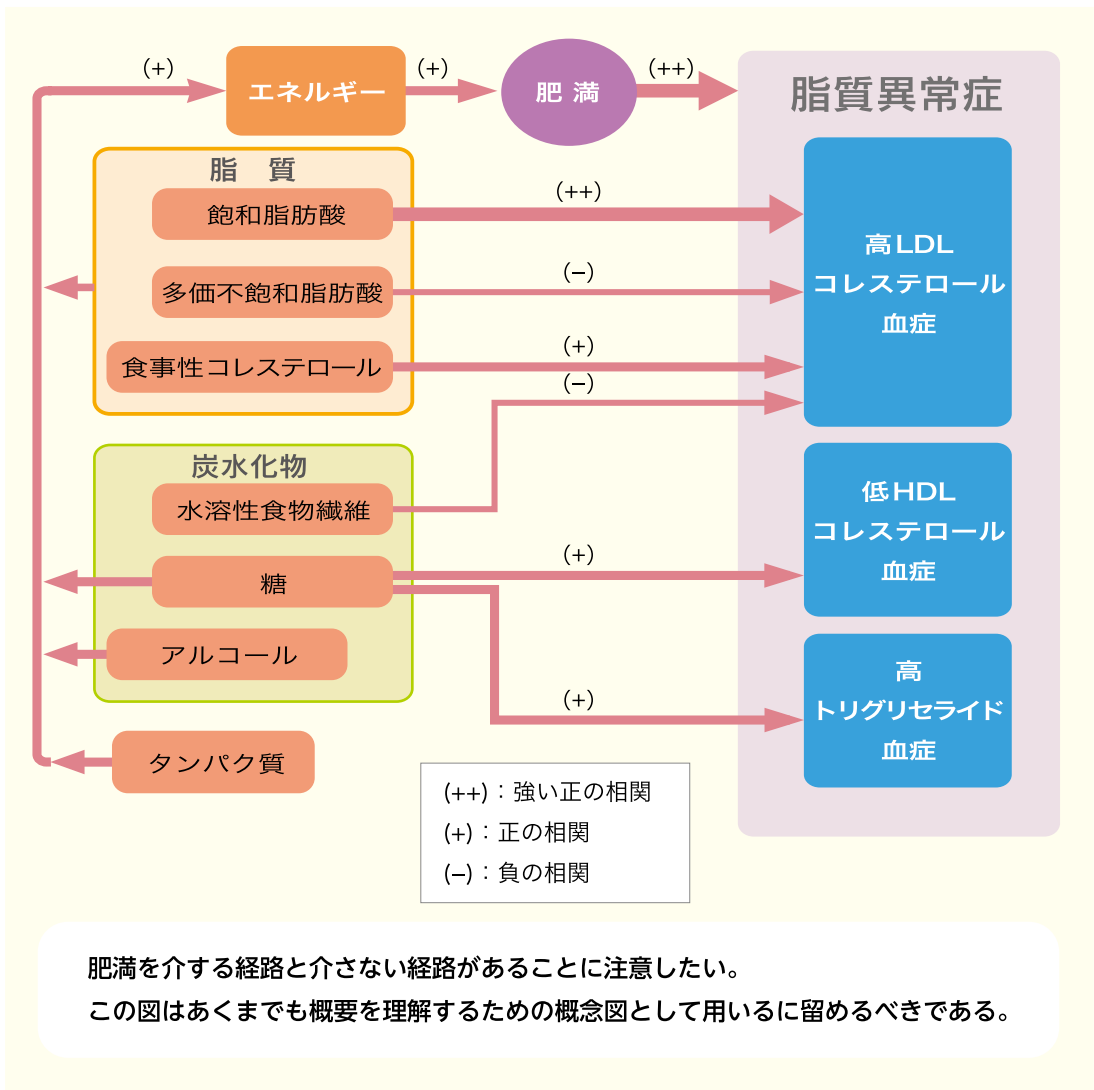 (+)
エネルギー
(+)
肥満
(++)
脂質異常症
脂 質
飽和脂肪酸
(++)
多価不飽和脂肪酸
(−)
食事性コレステロール
(+)
(−)
高LDL
コレステロール
血症
炭水化物
水溶性食物繊維
糖
(+)
アルコール
(+)
低HDL
コレステロール
血症
高
トリグリセライド
血症
タンパク質
(++)：強い正の相関
(+)：正の相関
(−)：負の相関
肥満を介する経路と介さない経路があることに注意したい。
この図はあくまでも概要を理解するための概念図として用いるに留めるべきである。